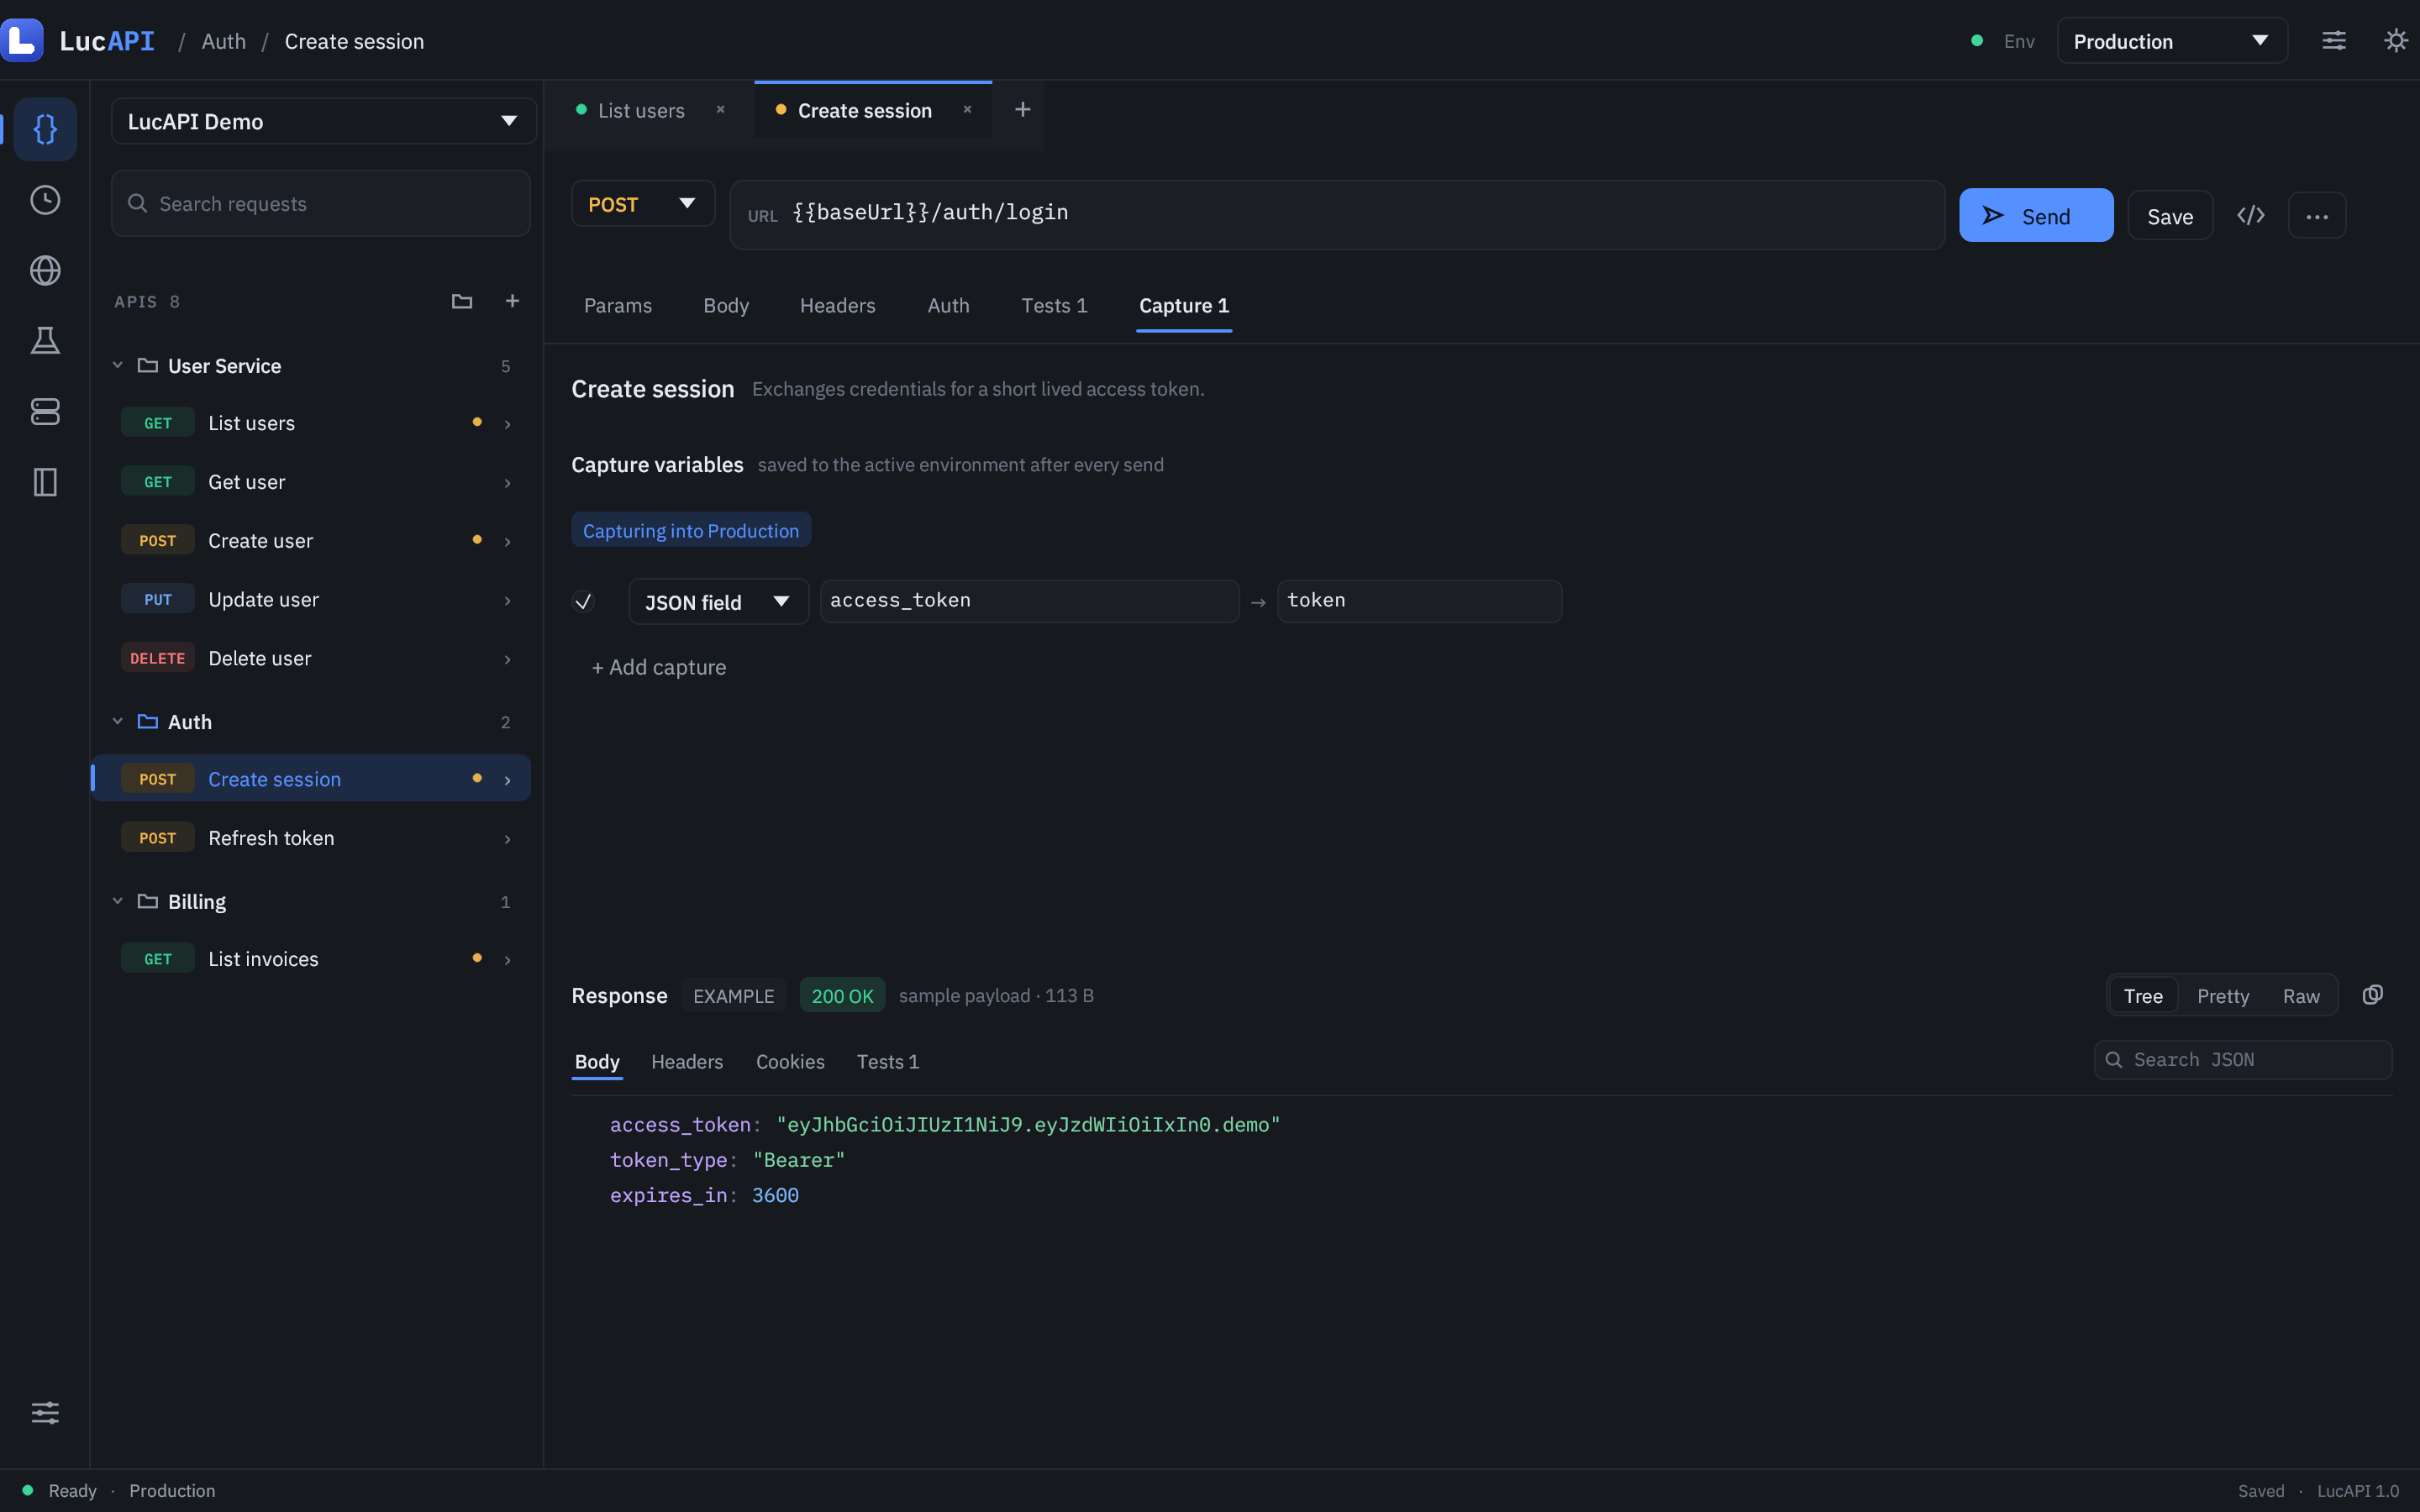 LucAPI / Auth / Create session
Env Production
LucAPI Demo
Search requests
APIS 8
User Service 5
GET List users
GET Get user
POST Create user
PUT Update user
DELETE Delete user
Auth 2
POST Create session
POST Refresh token
Billing 1
GET List invoices
List users ×
Create session ×
+
POST
URL {{baseUrl}}/auth/login
Send
Save
</>
...
Params Body Headers Auth Tests 1 Capture 1
Create session Exchanges credentials for a short lived access token.
Capture variables saved to the active environment after every send
Capturing into Production
JSON field access_token → token
+ Add capture
Response EXAMPLE 200 OK sample payload · 113 B
Tree Pretty Raw
Body Headers Cookies Tests 1
Search JSON
access_token: "eyJhbGciOiJIUzI1NiJ9.eyJzdWIiOiIxIn0.demo"
token_type: "Bearer"
expires_in: 3600
Ready · Production
Saved · LucAPI 1.0